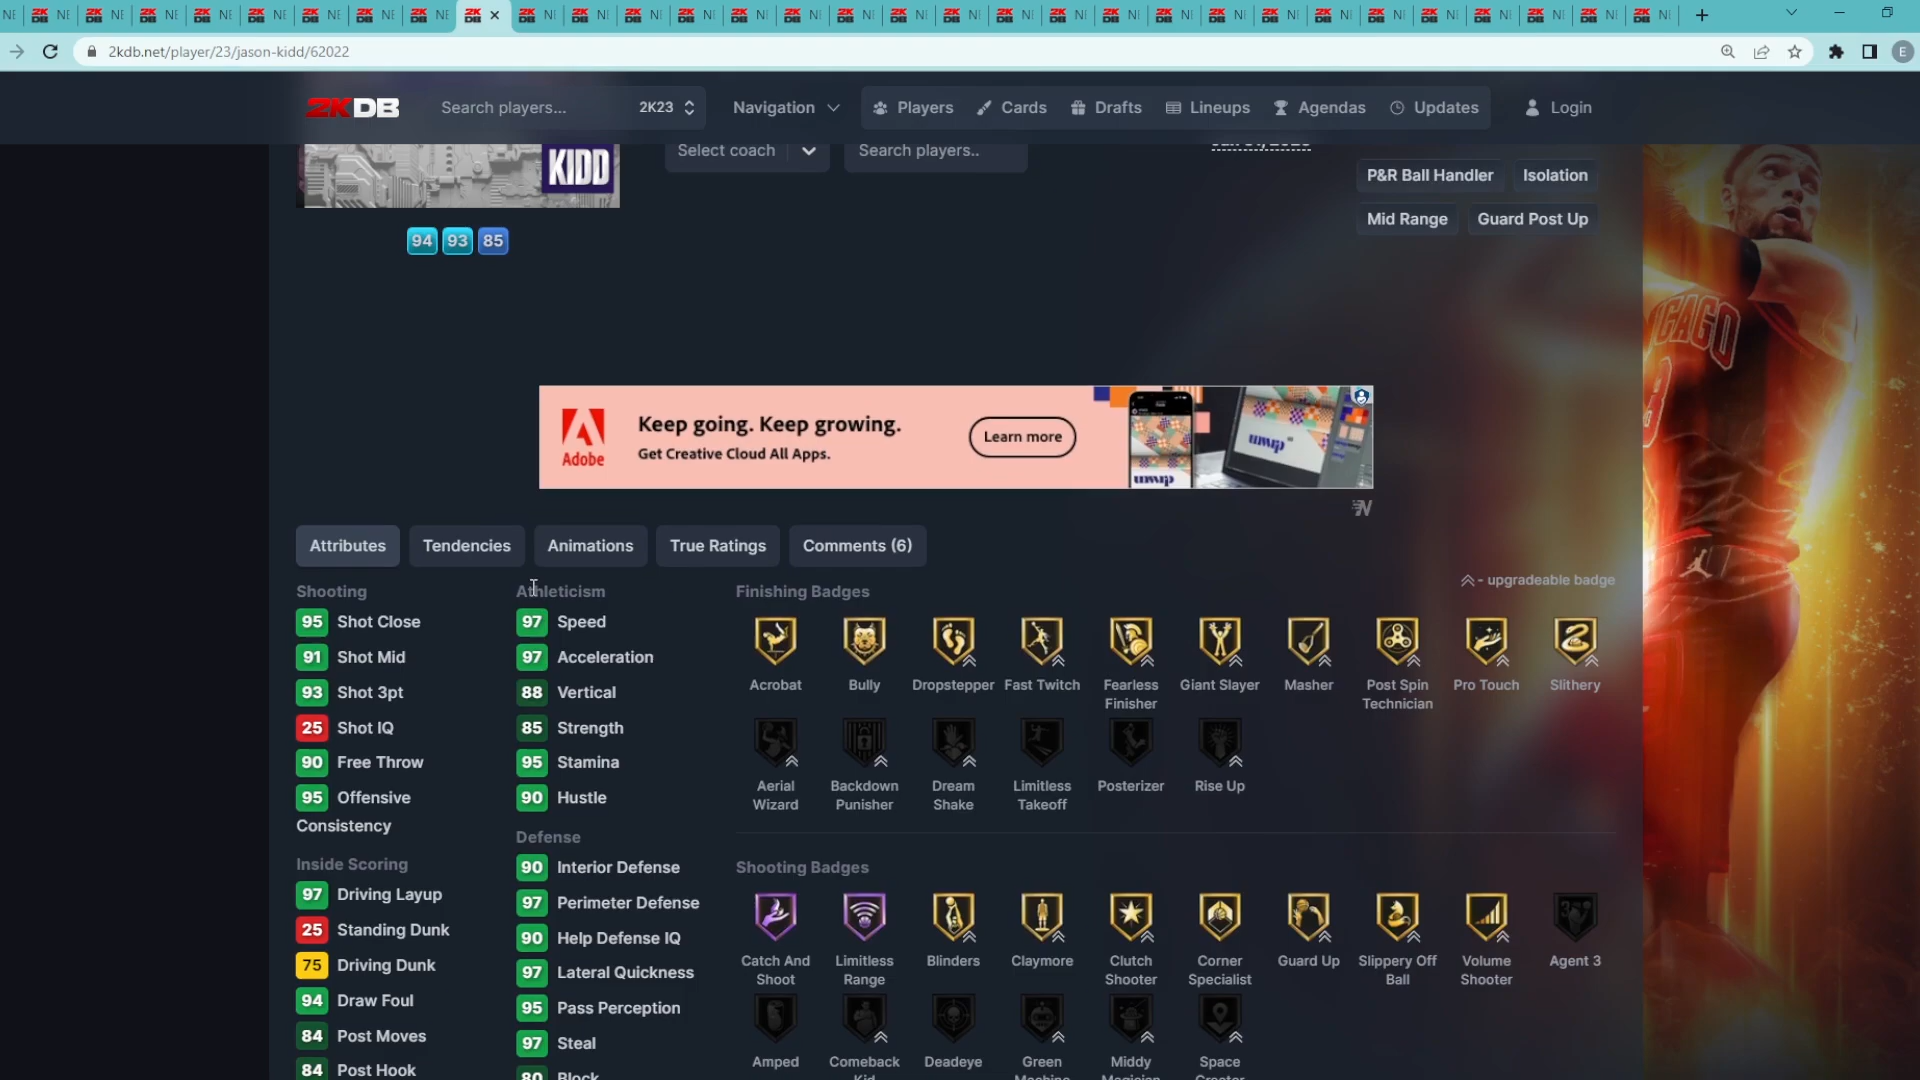 2kdb.net/player/23/jason-kidd/62022
E
2KDB
Search players...
2K23
Navigation
Players
Cards
Drafts
Lineups
Agendas
Updates
Login
KIDD
Select coach
Search players..
P&R Ball Handler
Isolation
Mid Range
Guard Post Up
94 93 85
Adobe
Keep going. Keep growing.
Get Creative Cloud All Apps.
Learn more
Attributes
Tendencies
Animations
True Ratings
Comments (6)
Shooting
95 Shot Close
91 Shot Mid
93 Shot 3pt
25 Shot IQ
90 Free Throw
95 Offensive
Consistency
Inside Scoring
97 Driving Layup
25 Standing Dunk
75 Driving Dunk
94 Draw Foul
84 Post Moves
84 Post Hook
Athleticism
97 Speed
97 Acceleration
88 Vertical
85 Strength
95 Stamina
90 Hustle
Defense
90 Interior Defense
97 Perimeter Defense
90 Help Defense IQ
97 Lateral Quickness
95 Pass Perception
97 Steal
80 Block
Finishing Badges
- upgradeable badge
Acrobat
Bully
Dropstepper
Fast Twitch
Fearless
Finisher
Giant Slayer
Masher
Post Spin
Technician
Pro Touch
Slithery
Aerial
Wizard
Backdown
Punisher
Dream
Shake
Limitless
Takeoff
Posterizer
Rise Up
Shooting Badges
Catch And
Shoot
Limitless
Range
Blinders
Claymore
Clutch
Shooter
Corner
Specialist
Guard Up
Slippery Off
Ball
Volume
Shooter
Agent 3
Amped
Comeback
Kid
Deadeye
Green
Machine
Middy
Magician
Space
Creator